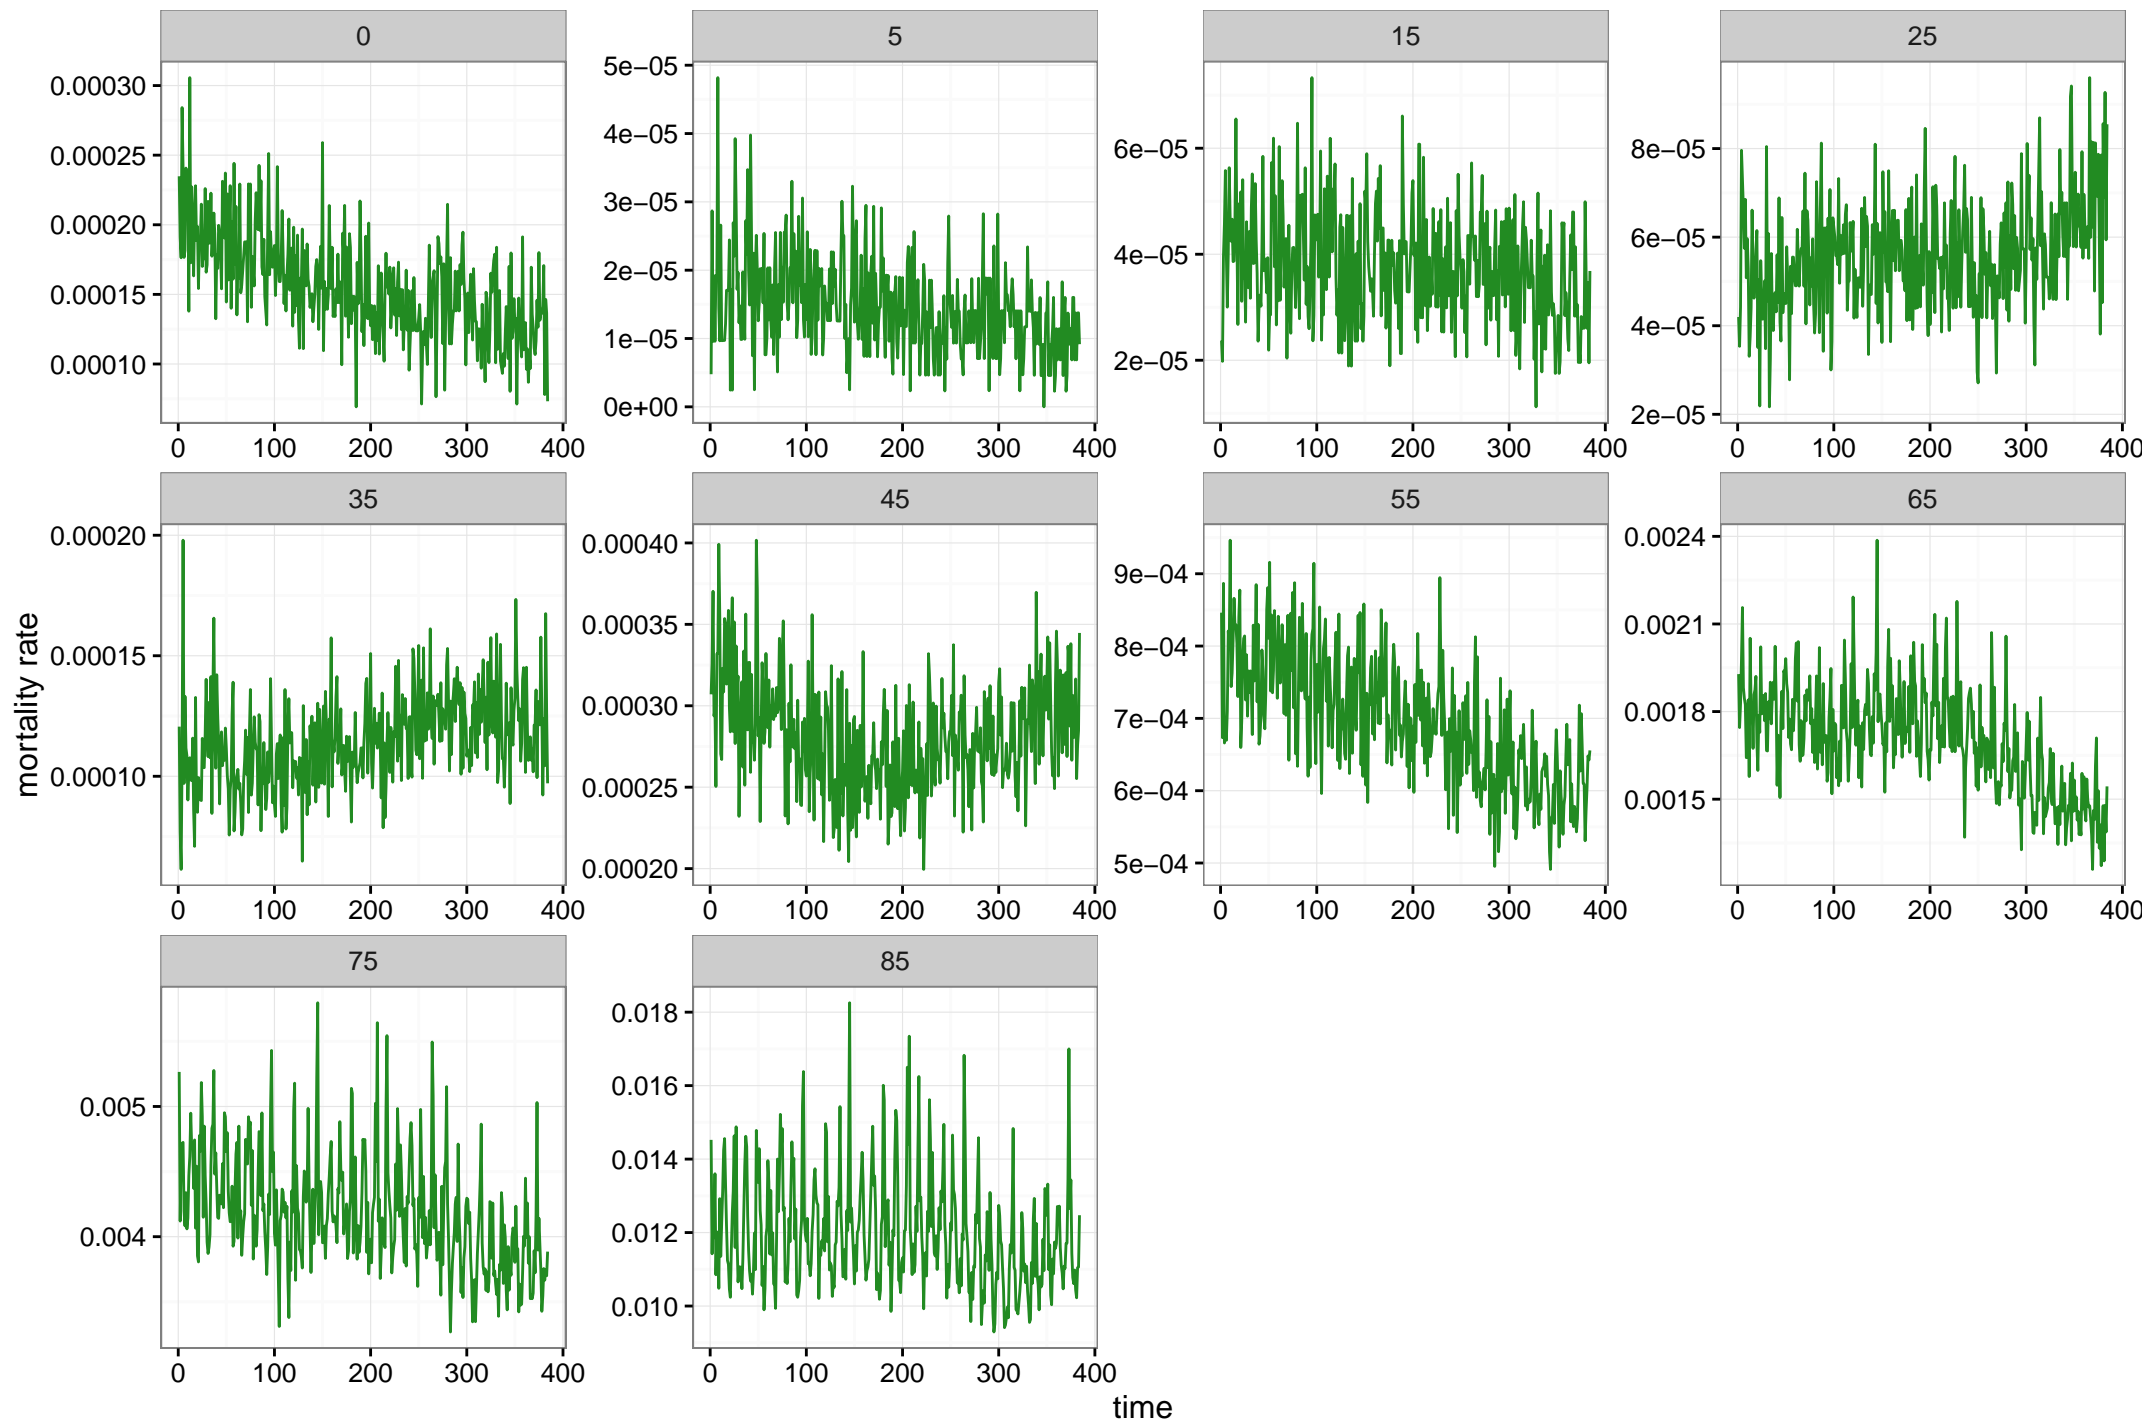 0 5 15 25
0.00030
0.00025
0.00020
0.00015
0.00010
5e−05
4e−05
3e−05
2e−05
1e−05
0e+00
6e−05
4e−05
2e−05
8e−05
6e−05
4e−05
2e−05
0 100 200 300 400 0 100 200 300 400 0 100 200 300 400 0 100 200 300 400
35 45 55 65
0.00020
0.00015
0.00010
0.00040
0.00035
0.00030
0.00025
0.00020
9e−04
8e−04
7e−04
6e−04
5e−04
0.0024
0.0021
0.0018
0.0015
0 100 200 300 400 0 100 200 300 400 0 100 200 300 400 0 100 200 300 400
mortality rate
75 85
0.005
0.004
0.018
0.016
0.014
0.012
0.010
0 100 200 300 400 0 100 200 300 400
time